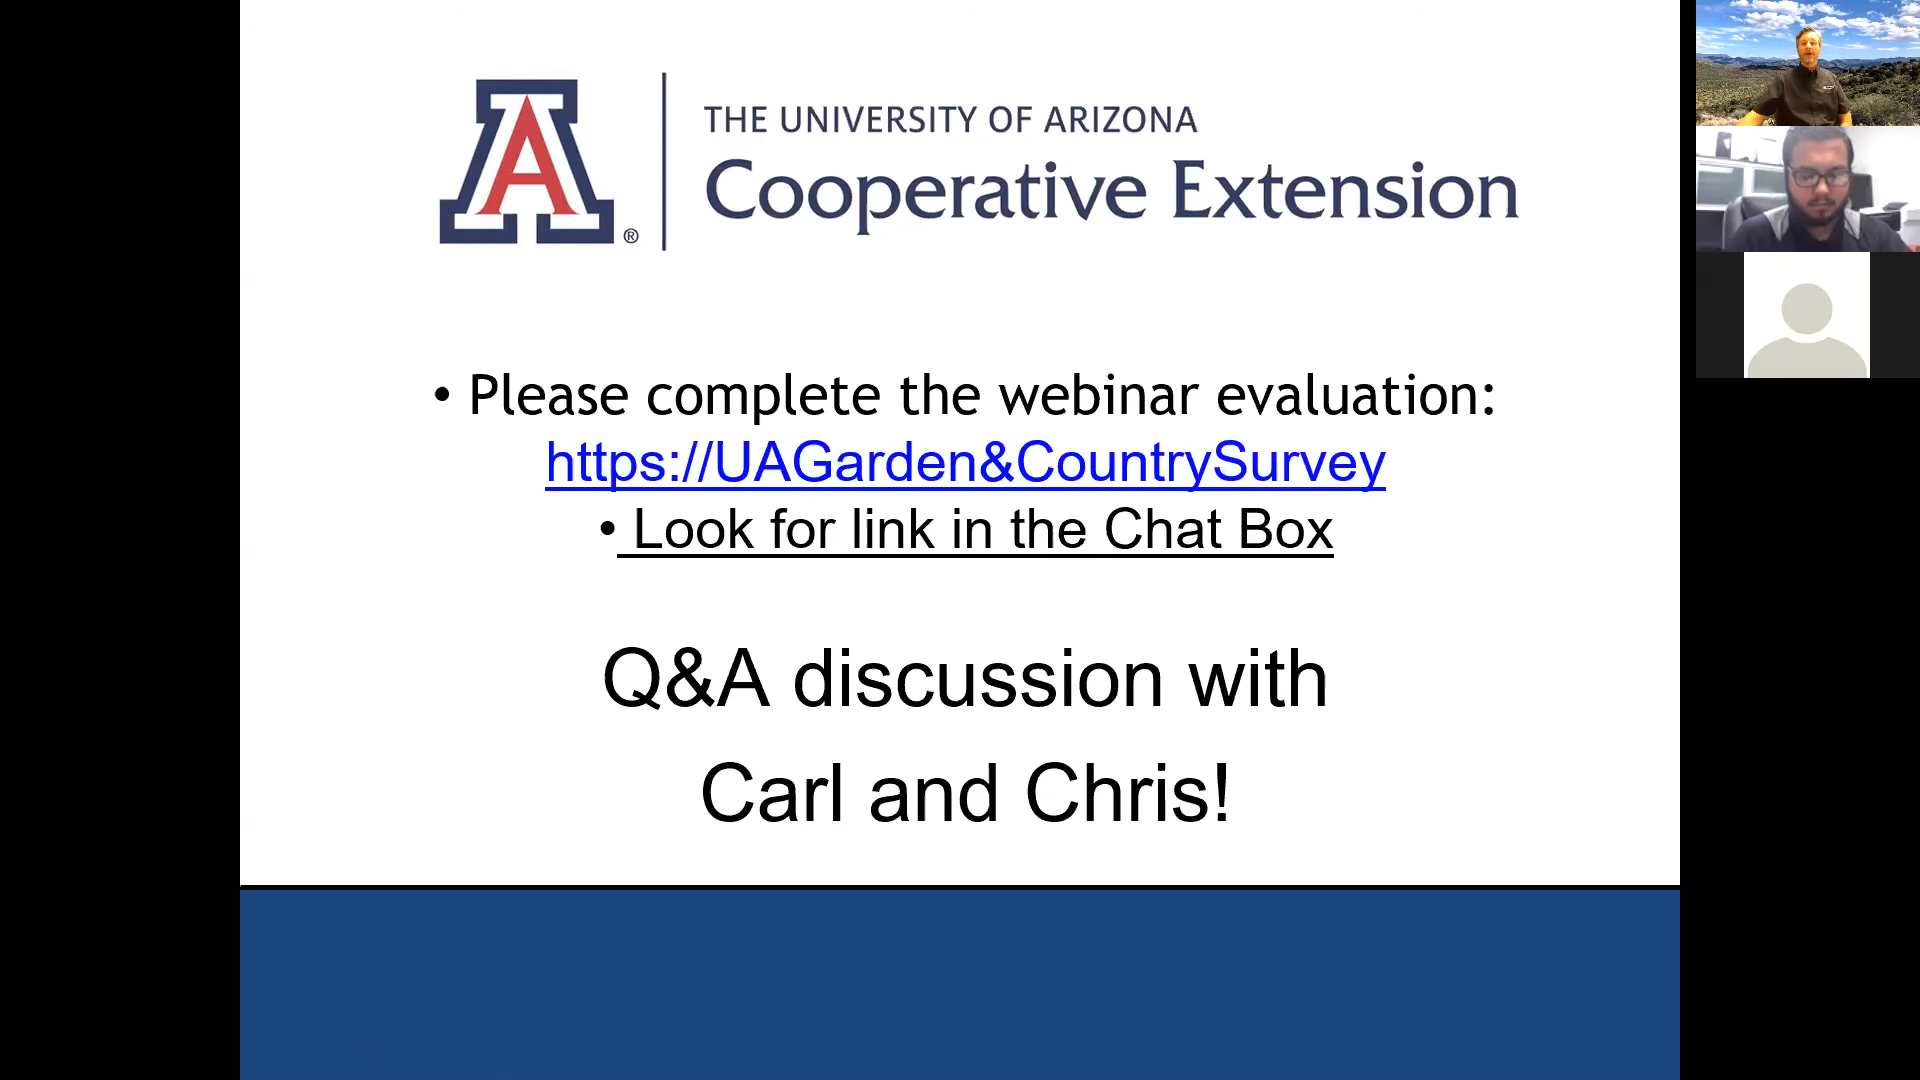 A
®
THE UNIVERSITY OF ARIZONA
Cooperative Extension
• Please complete the webinar evaluation:
https://UAGarden&CountrySurvey
• Look for link in the Chat Box
Q&A discussion with
Carl and Chris!